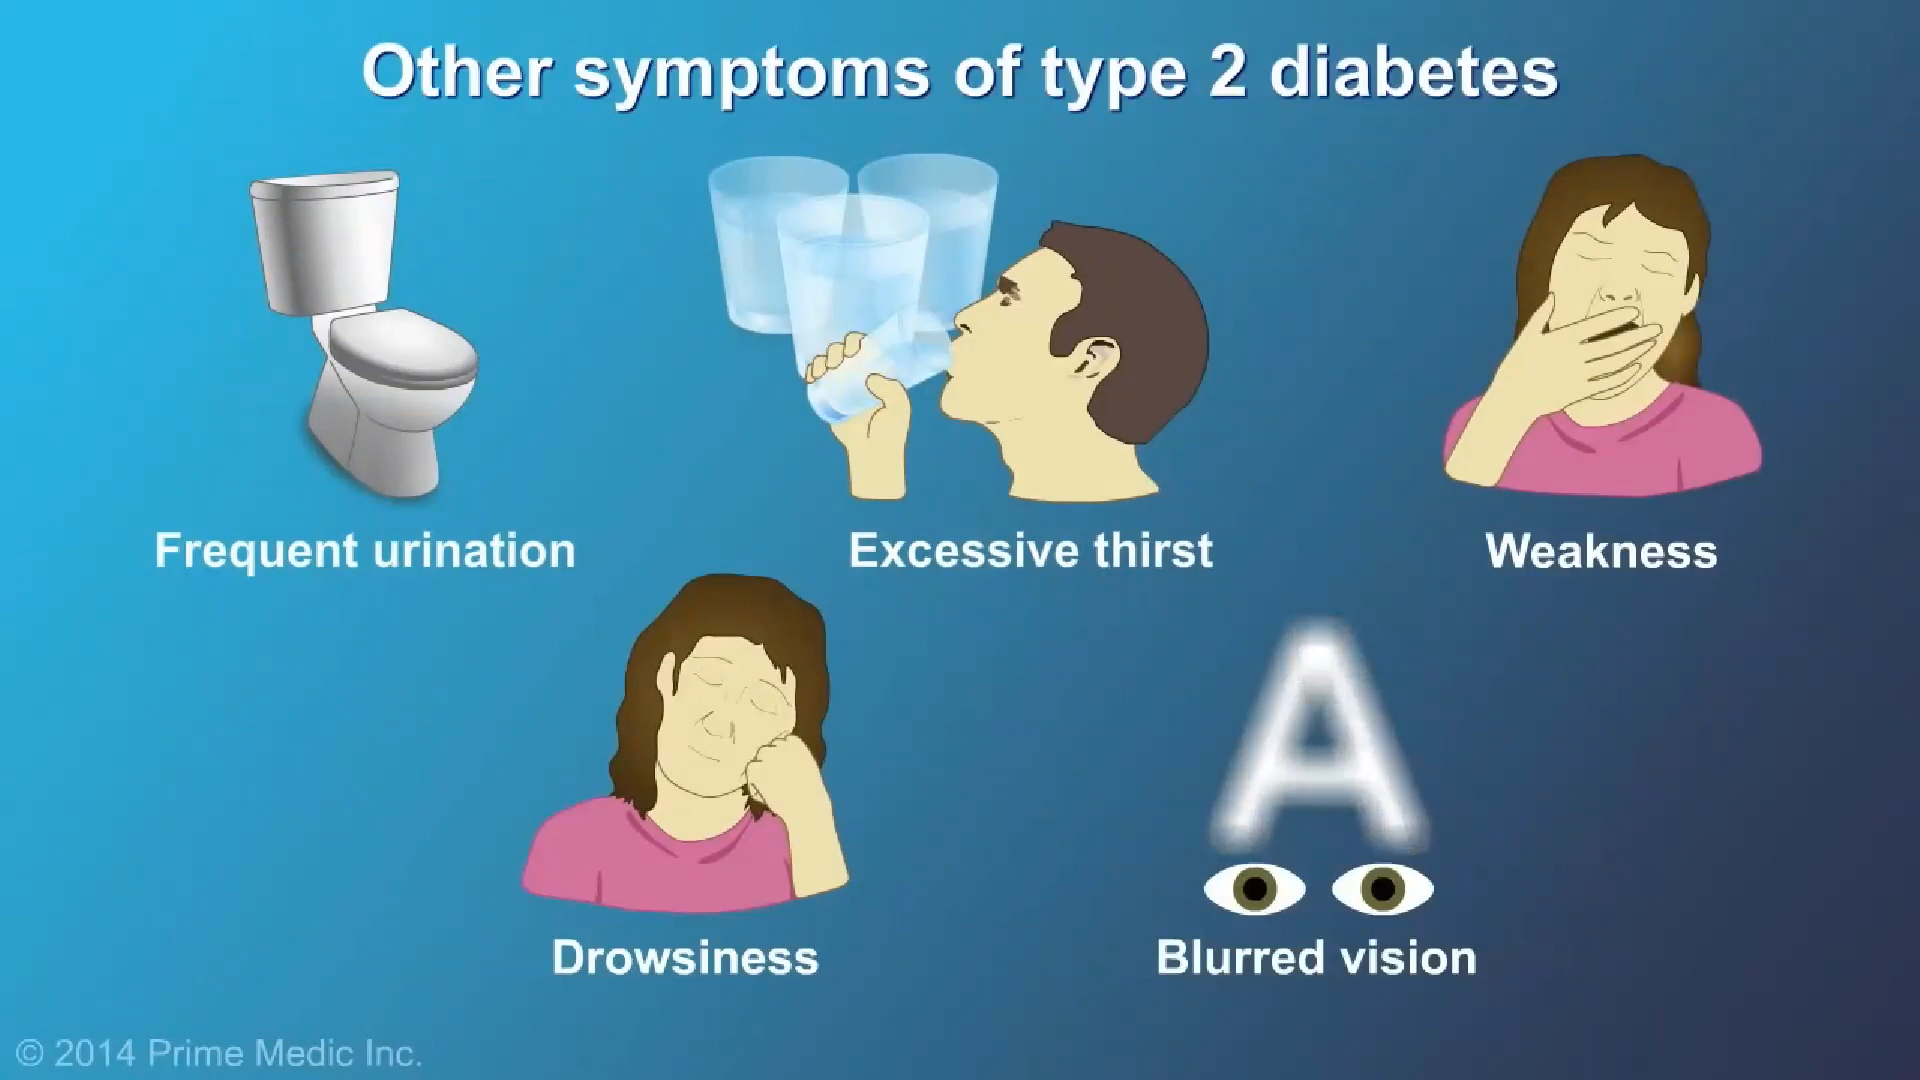 Other symptoms of type 2 diabetes
Frequent urination
Excessive thirst
Weakness
A
Drowsiness
Blurred vision
© 2014 Prime Medic Inc.